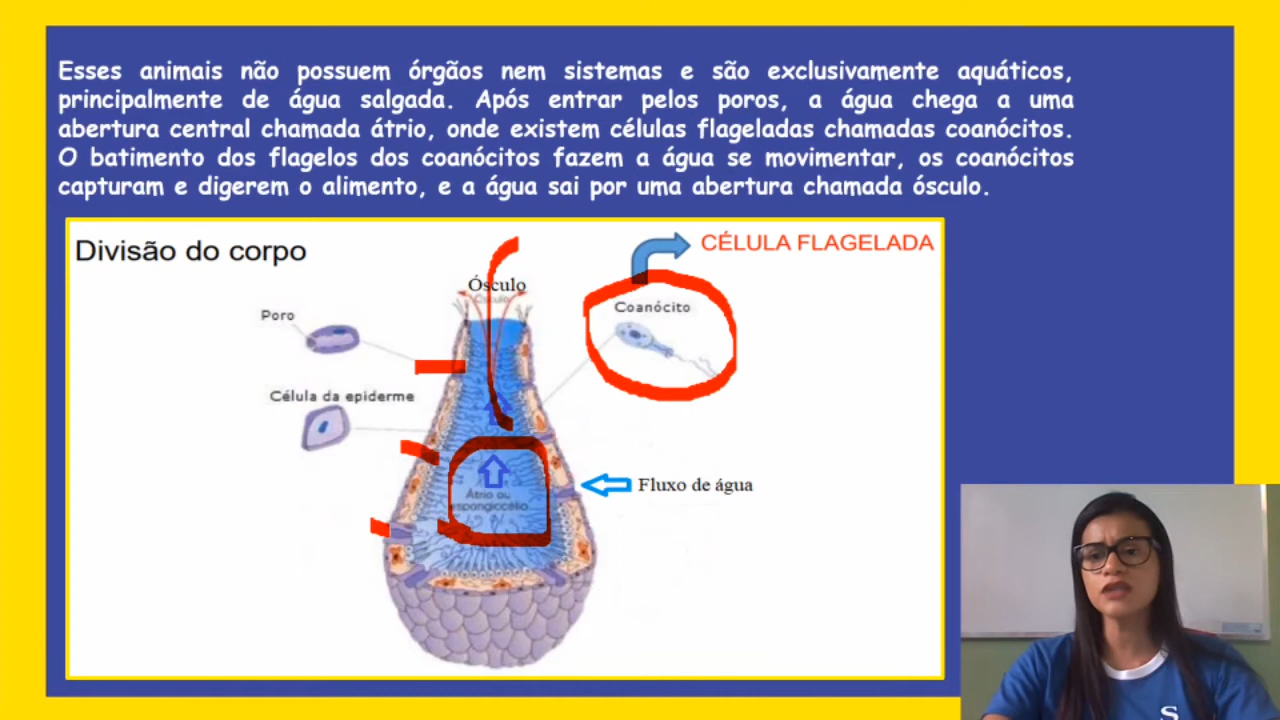 Esses animais não possuem órgãos nem sistemas e são exclusivamente aquáticos,
principalmente de água salgada. Após entrar pelos poros, a água chega a uma
abertura central chamada átrio, onde existem células flageladas chamadas coanócitos.
O batimento dos flagelos dos coanócitos fazem a água se movimentar, os coanócitos
capturam e digerem o alimento, e a água sai por uma abertura chamada ósculo.
Divisão do corpo
CÉLULA FLAGELADA
Ósculo
Coanócito
Poro
Célula da epiderme
Fluxo de água
Átrio ou
espongiocélio
S